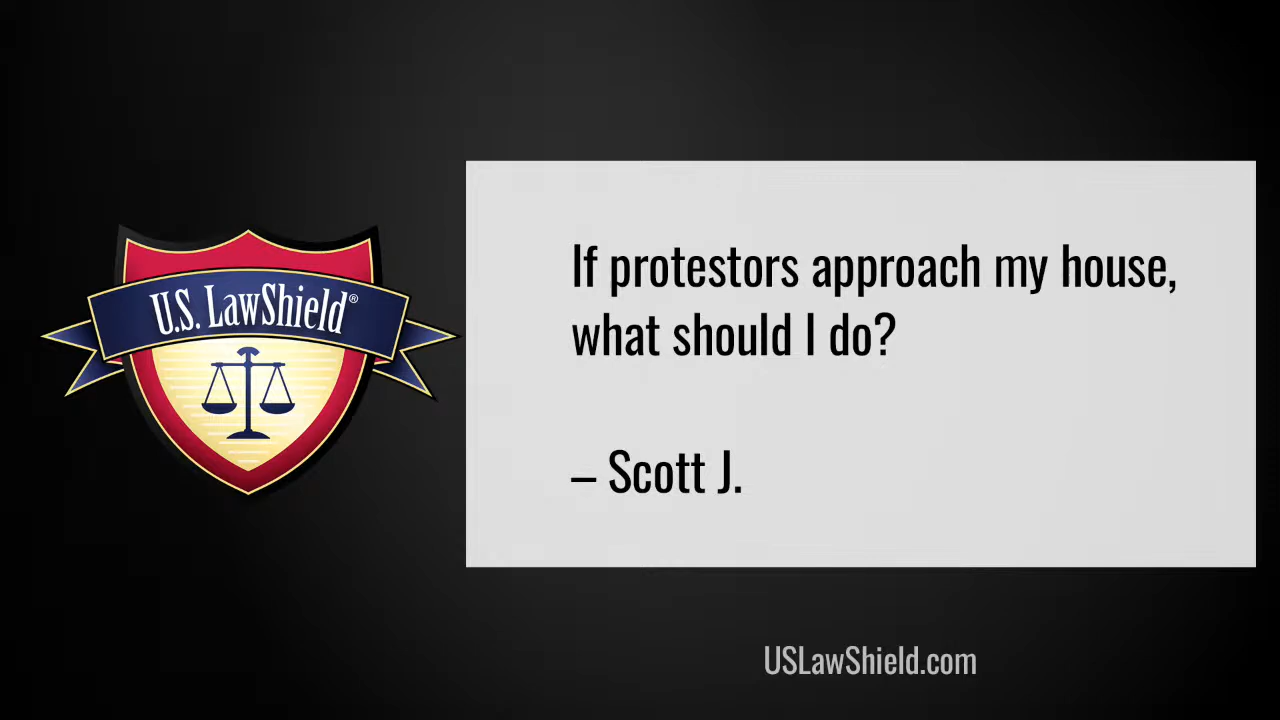 U.S. LawShield®
If protestors approach my house,
what should I do?
– Scott J.
USLawShield.com